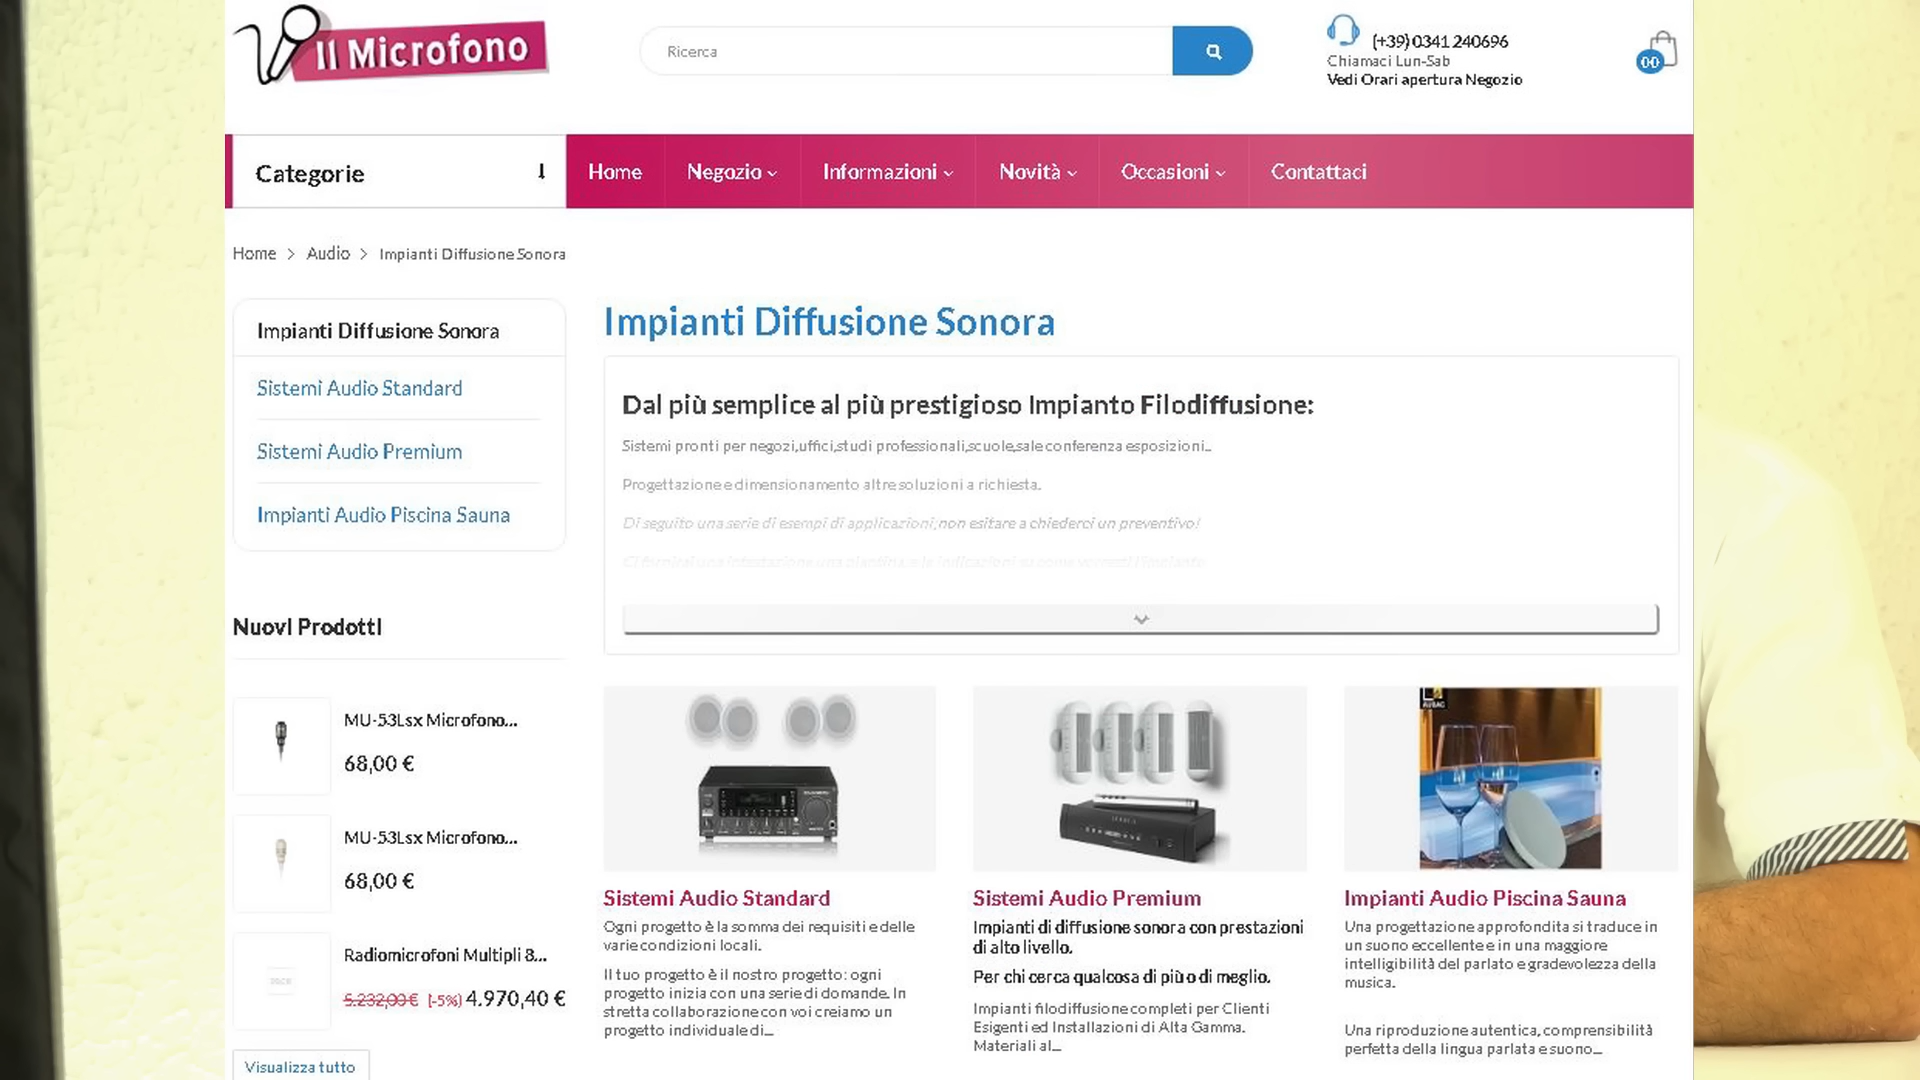 Il Microfono
Ricerca
(+39) 0341 240696
Chiamaci Lun-Sab
Vedi Orari apertura Negozio
00
Categorie
Home
Negozio
Informazioni
Novità
Occasioni
Contattaci
Home > Audio > Impianti Diffusione Sonora
Impianti Diffusione Sonora
Sistemi Audio Standard
Sistemi Audio Premium
Impianti Audio Piscina Sauna
Nuovi Prodotti
MU-53Lsx Microfono...
68,00 €
MU-53Lsx Microfono...
68,00 €
Radiomicrofoni Multipli 8...
5.232,00 € (-5%) 4.970,40 €
Visualizza tutto
Impianti Diffusione Sonora
Dal più semplice al più prestigioso Impianto Filodiffusione:
Sistemi pronti per negozi,uffici,studi professionali,scuole,sale conferenza esposizioni...
Progettazione e dimensionamento altre soluzioni a richiesta.
Di seguito una serie di esempi di applicazioni,non esitare a chiederci un preventivo!
Sistemi Audio Standard
Ogni progetto è la somma dei requisiti e delle
varie condizioni locali.
Il tuo progetto è il nostro progetto: ogni
progetto inizia con una serie di domande. In
stretta collaborazione con voi creiamo un
progetto individuale di...
Sistemi Audio Premium
Impianti di diffusione sonora con prestazioni
di alto livello.
Per chi cerca qualcosa di più o di meglio.
Impianti filodiffusione completi per Clienti
Esigenti ed Installazioni di Alta Gamma.
Materiali al...
AUDAC
Impianti Audio Piscina Sauna
Una progettazione approfondita si traduce in
un suono eccellente e in una maggiore
intelligibilità del parlato e gradevolezza della
musica.
Una riproduzione autentica, comprensibilità
perfetta della lingua parlata e suono...